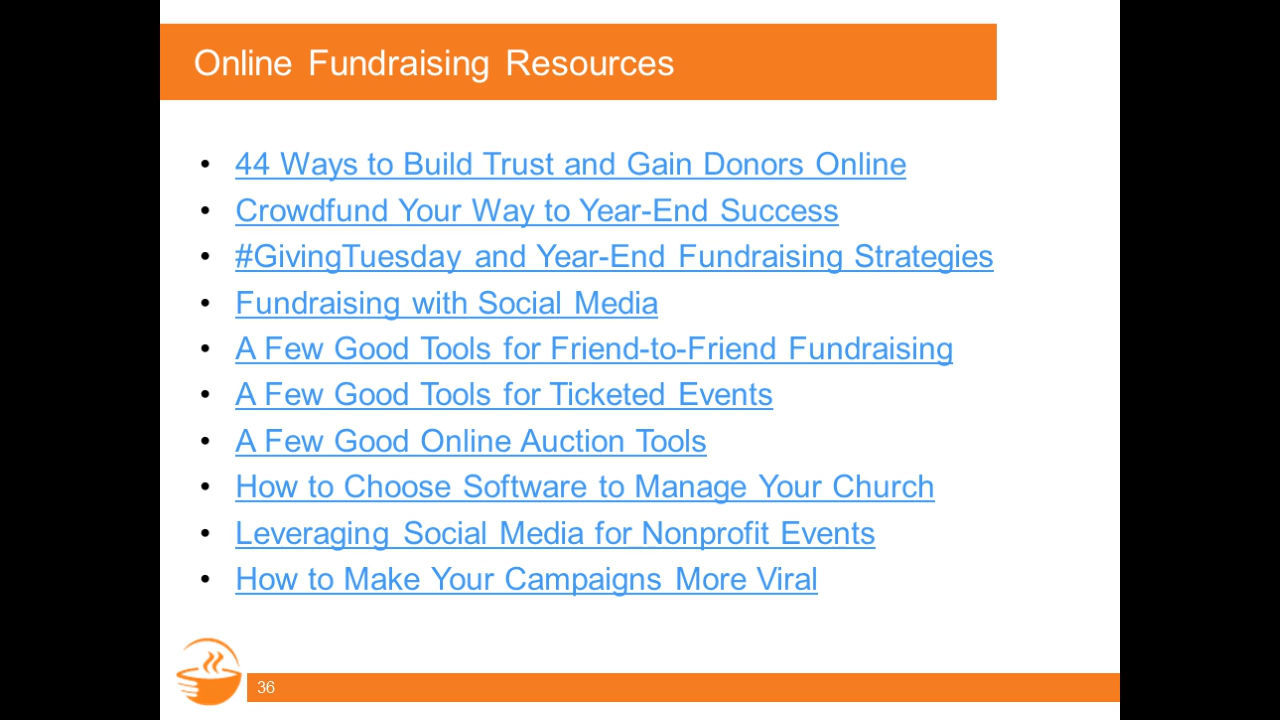 Online Fundraising Resources
• 44 Ways to Build Trust and Gain Donors Online
• Crowdfund Your Way to Year-End Success
• #GivingTuesday and Year-End Fundraising Strategies
• Fundraising with Social Media
• A Few Good Tools for Friend-to-Friend Fundraising
• A Few Good Tools for Ticketed Events
• A Few Good Online Auction Tools
• How to Choose Software to Manage Your Church
• Leveraging Social Media for Nonprofit Events
• How to Make Your Campaigns More Viral
36